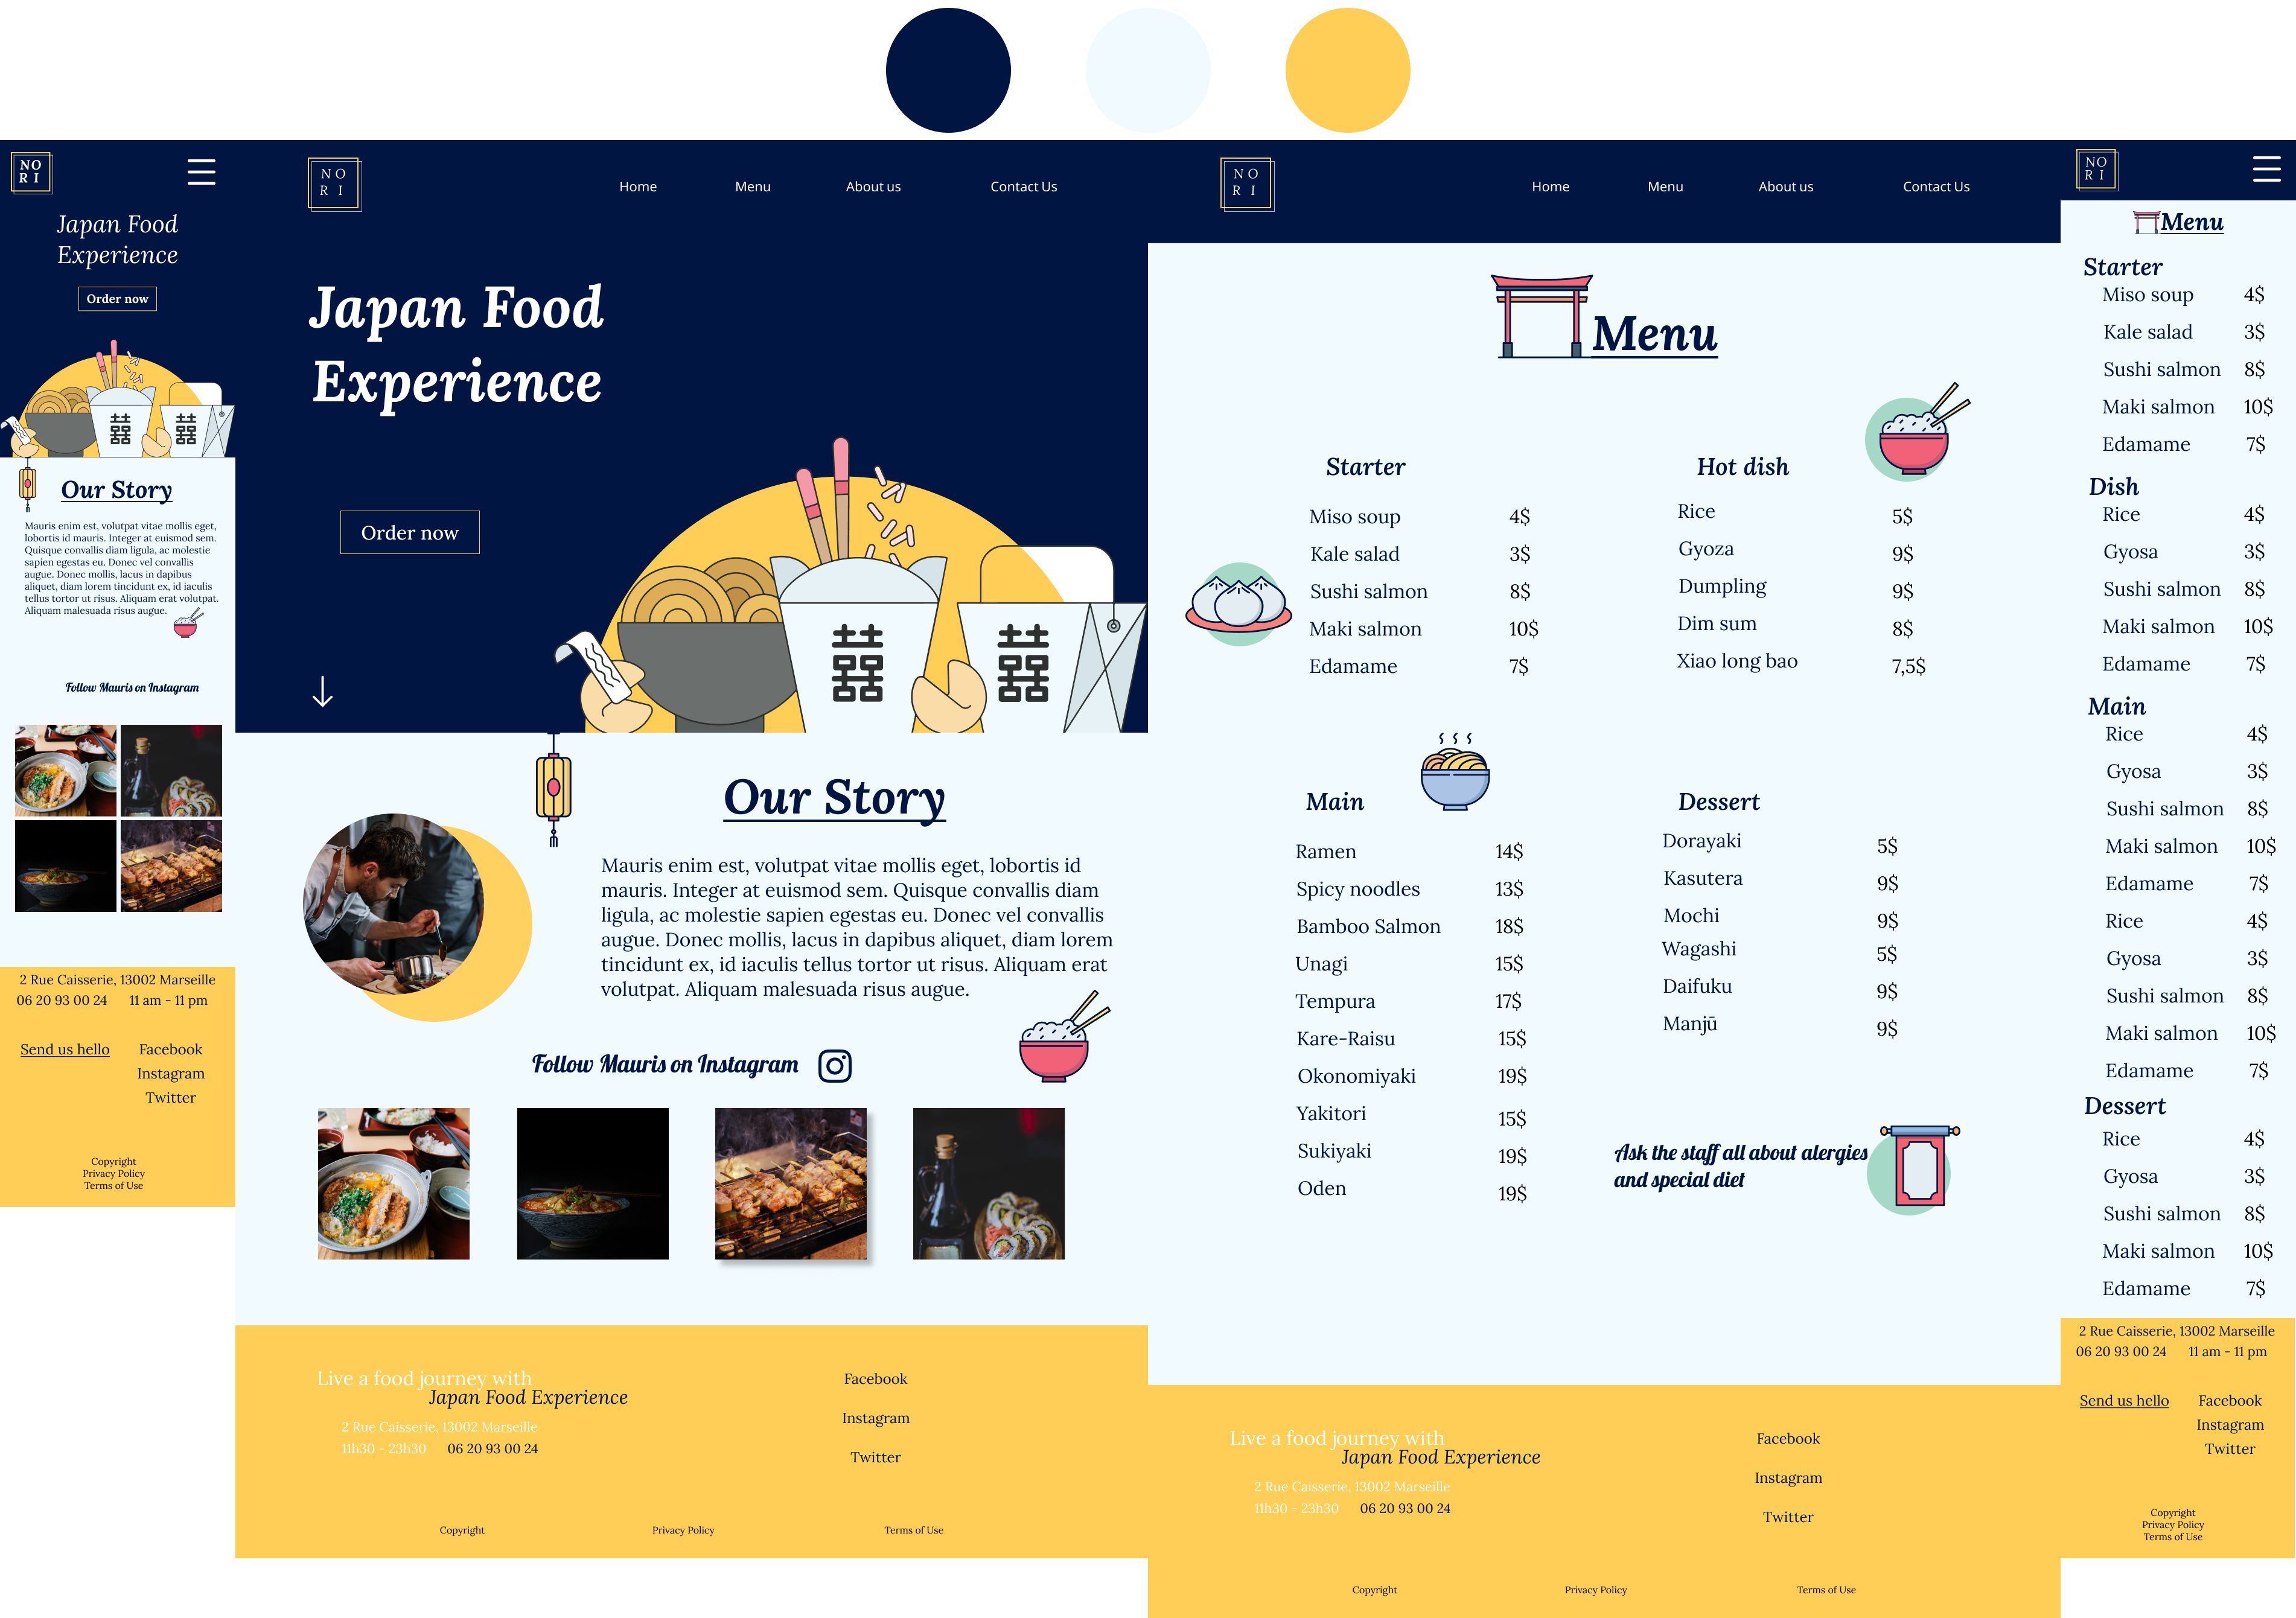 NO
RI
Japan Food
Experience
Order now
囍 囍
Our Story
Mauris enim est, volutpat vitae mollis eget,
lobortis id mauris. Integer at euismod sem.
Quisque convallis diam ligula, ac molestie
sapien egestas eu. Donec vel convallis
augue. Donec mollis, lacus in dapibus
aliquet, diam lorem tincidunt ex, id iaculis
tellus tortor ut risus. Aliquam erat volutpat.
Aliquam malesuada risus augue.
Follow Mauris on Instagram
2 Rue Caisserie, 13002 Marseille
06 20 93 00 24 11 am - 11 pm
Send us hello
Facebook
Instagram
Twitter
Copyright
Privacy Policy
Terms of Use
NO
RI
Home Menu About us Contact Us
Japan Food
Experience
Order now
囍 囍
Our Story
Mauris enim est, volutpat vitae mollis eget, lobortis id
mauris. Integer at euismod sem. Quisque convallis diam
ligula, ac molestie sapien egestas eu. Donec vel convallis
augue. Donec mollis, lacus in dapibus aliquet, diam lorem
tincidunt ex, id iaculis tellus tortor ut risus. Aliquam erat
volutpat. Aliquam malesuada risus augue.
Follow Mauris on Instagram
Live a food journey with
Japan Food Experience
2 Rue Caisserie, 13002 Marseille
11h30 - 23h30 06 20 93 00 24
Facebook
Instagram
Twitter
Copyright Privacy Policy Terms of Use
NO
RI
Home Menu About us Contact Us
Menu
Starter
Miso soup 4$
Kale salad 3$
Sushi salmon 8$
Maki salmon 10$
Edamame 7$
Hot dish
Rice 5$
Gyoza 9$
Dumpling 9$
Dim sum 8$
Xiao long bao 7,5$
Main
Ramen 14$
Spicy noodles 13$
Bamboo Salmon 18$
Unagi 15$
Tempura 17$
Kare-Raisu 15$
Okonomiyaki 19$
Yakitori 15$
Sukiyaki 19$
Oden 19$
Dessert
Dorayaki 5$
Kasutera 9$
Mochi 9$
Wagashi 5$
Daifuku 9$
Manjū 9$
Ask the staff all about alergies
and special diet
Live a food journey with
Japan Food Experience
2 Rue Caisserie, 13002 Marseille
11h30 - 23h30 06 20 93 00 24
Facebook
Instagram
Twitter
Copyright Privacy Policy Terms of Use
NO
RI
Menu
Starter
Miso soup 4$
Kale salad 3$
Sushi salmon 8$
Maki salmon 10$
Edamame 7$
Dish
Rice 4$
Gyosa 3$
Sushi salmon 8$
Maki salmon 10$
Edamame 7$
Main
Rice 4$
Gyosa 3$
Sushi salmon 8$
Maki salmon 10$
Edamame 7$
Rice 4$
Gyosa 3$
Sushi salmon 8$
Maki salmon 10$
Edamame 7$
Dessert
Rice 4$
Gyosa 3$
Sushi salmon 8$
Maki salmon 10$
Edamame 7$
2 Rue Caisserie, 13002 Marseille
06 20 93 00 24 11 am - 11 pm
Send us hello
Facebook
Instagram
Twitter
Copyright
Privacy Policy
Terms of Use